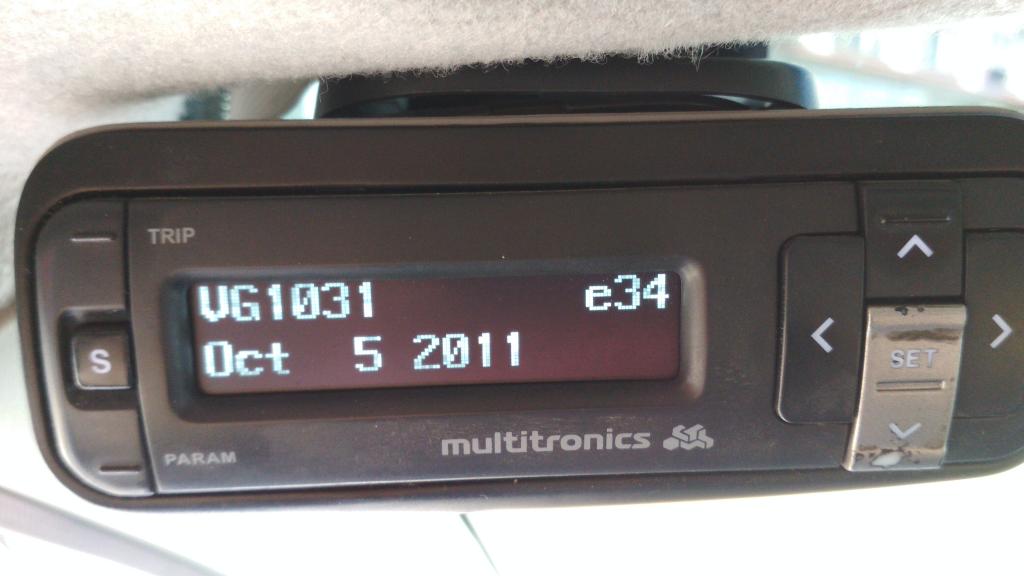 TRIP
VG1031 e34
Oct 5 2011
S
SET
multitronics
PARAM